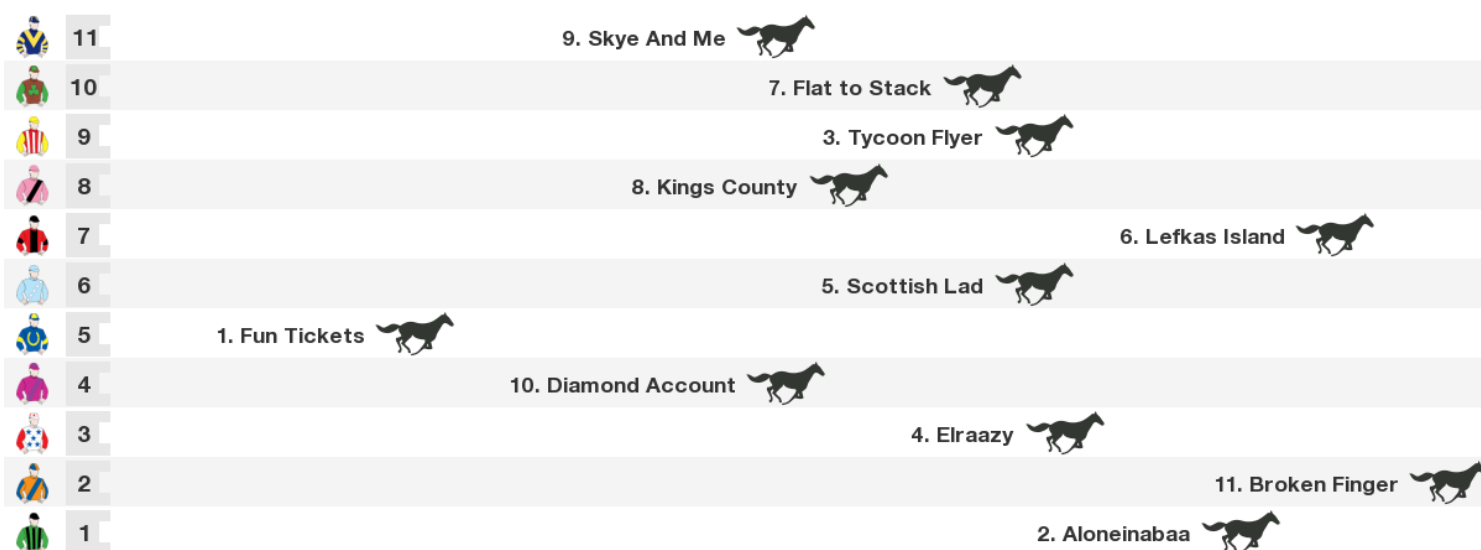 11 9. Skye And Me
10 7. Flat to Stack
9 3. Tycoon Flyer
8 8. Kings County
7 6. Lefkas Island
6 5. Scottish Lad
5 1. Fun Tickets
4 10. Diamond Account
3 4. Elraazy
2 11. Broken Finger
1 2. Aloneinabaa